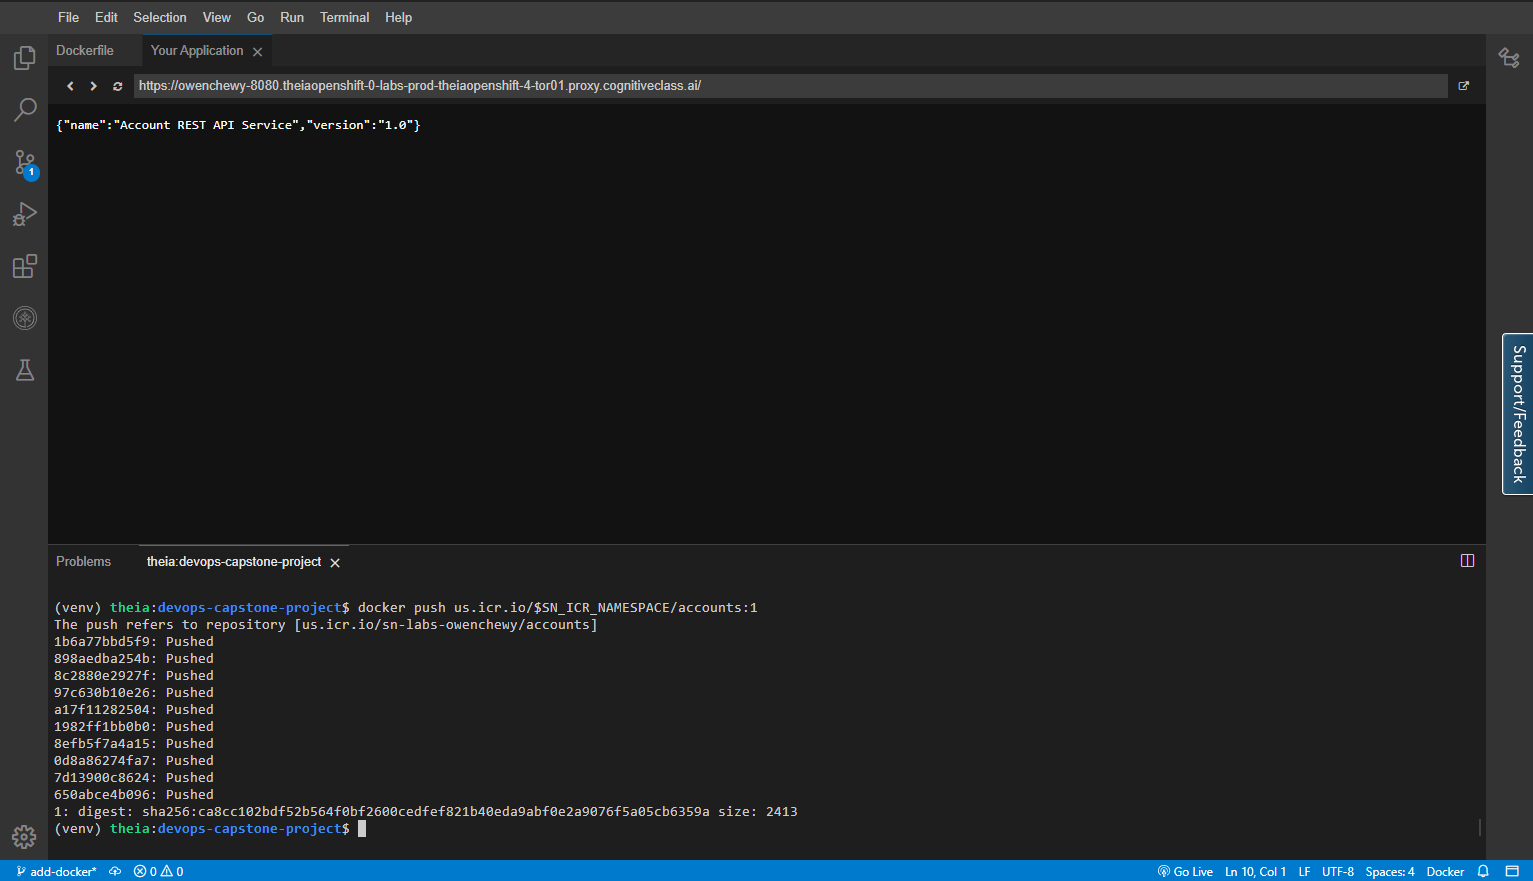 File Edit Selection View Go Run Terminal Help
Dockerfile Your Application
https://owenchewy-8080.theiaopenshift-0-labs-prod-theiaopenshift-4-tor01.proxy.cognitiveclass.ai/
{"name":"Account REST API Service","version":"1.0"}
1
Support/Feedback
Problems theia:devops-capstone-project
(venv) theia:devops-capstone-project$ docker push us.icr.io/$SN_ICR_NAMESPACE/accounts:1
The push refers to repository [us.icr.io/sn-labs-owenchewy/accounts]
1b6a77bbd5f9: Pushed
898aedba254b: Pushed
8c2880e2927f: Pushed
97c630b10e26: Pushed
a17f11282504: Pushed
1982ff1bb0b0: Pushed
8efb5f7a4a15: Pushed
0d8a86274fa7: Pushed
7d13900c8624: Pushed
650abce4b096: Pushed
1: digest: sha256:ca8cc102bdf52b564f0bf2600cedfef821b40eda9abf0e2a9076f5a05cb6359a size: 2413
(venv) theia:devops-capstone-project$
add-docker* 0 0 Go Live Ln 10, Col 1 LF UTF-8 Spaces: 4 Docker